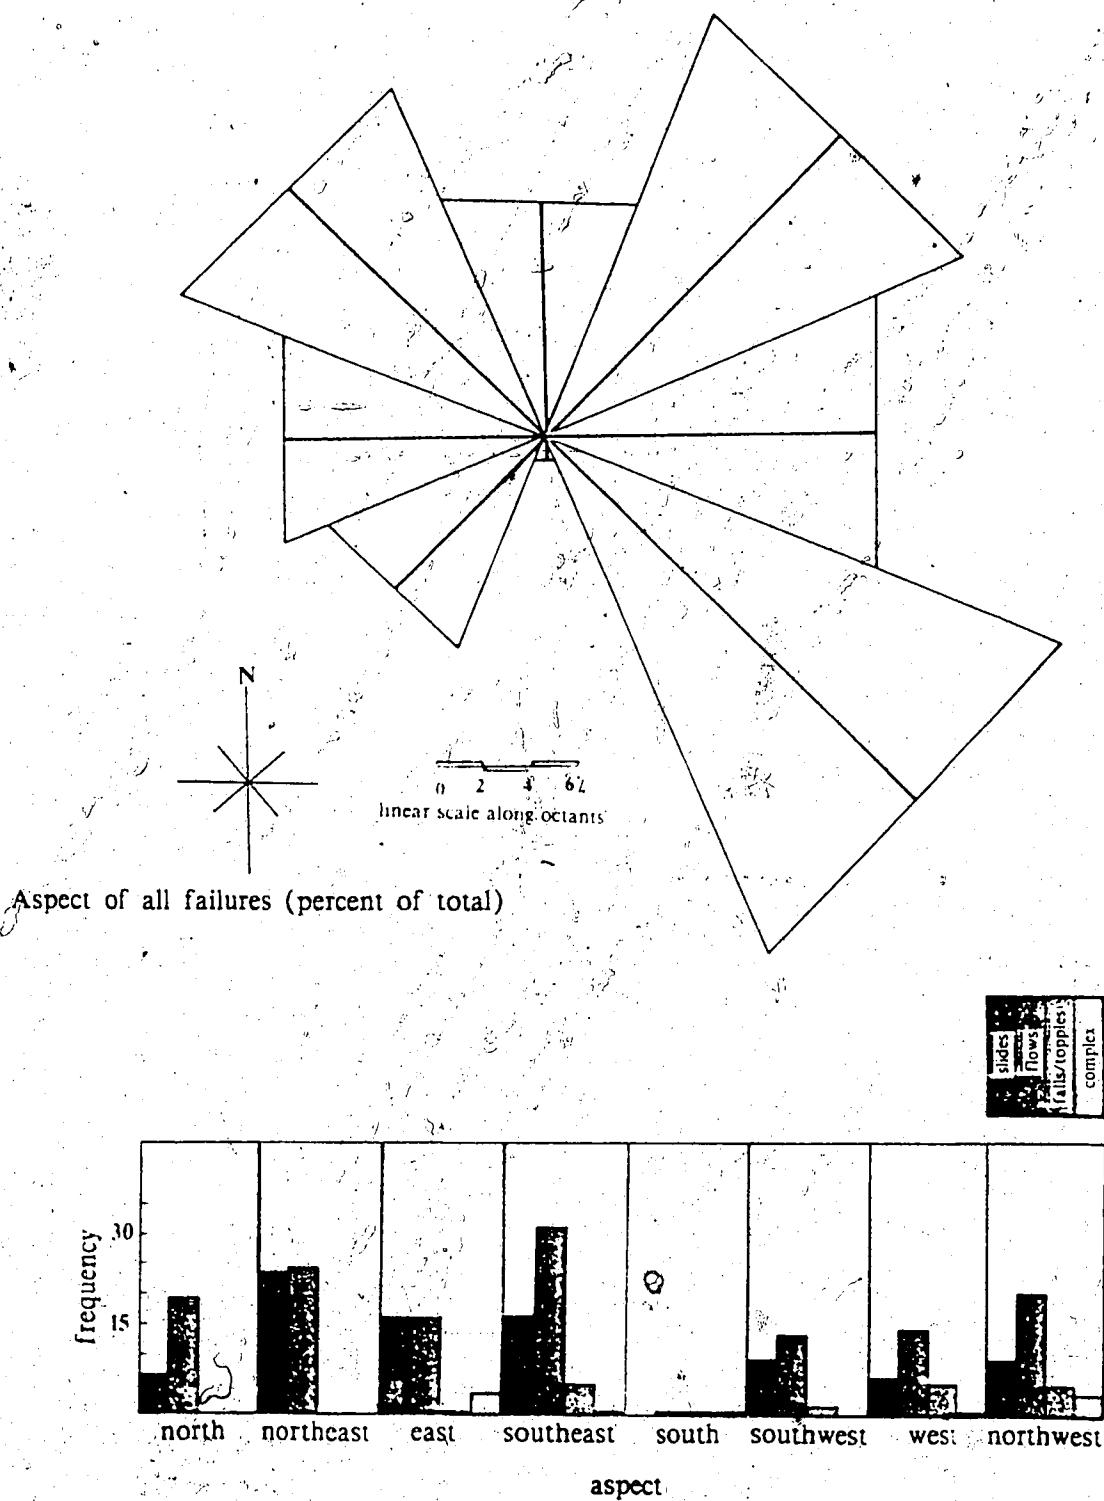 N
0 2 4 6%
linear scale along octants
Aspect of all failures (percent of total)
slides
flows
falls/topples
complex
frequency
30
15
north northeast east southeast south southwest west northwest
aspect